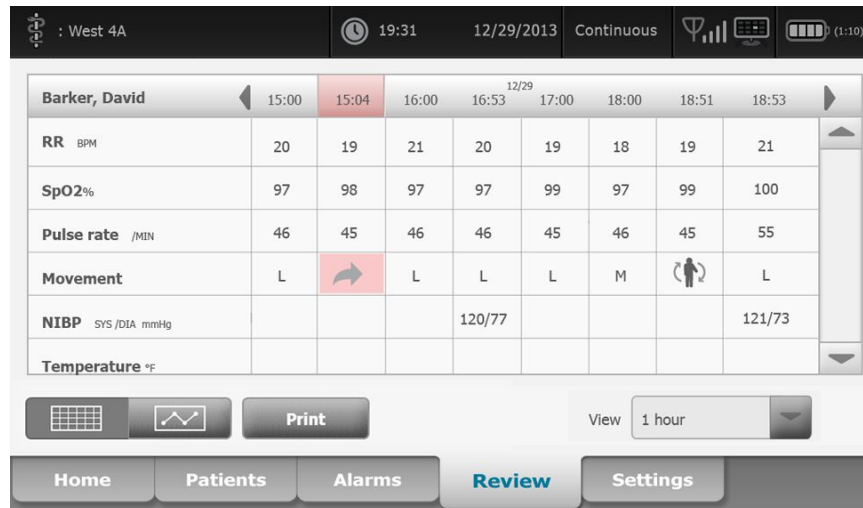 : West 4A 19:31 12/29/2013 Continuous (1:10)
12/29
Barker, David 15:00 15:04 16:00 16:53 17:00 18:00 18:51 18:53
RR BPM 20 19 21 20 19 18 19 21
SpO2% 97 98 97 97 99 97 99 100
Pulse rate /MIN 46 45 46 46 45 46 45 55
Movement L L L L M L
NIBP SYS/DIA mmHg 120/77 121/73
Temperature °F
Print View 1 hour
Home Patients Alarms Review Settings